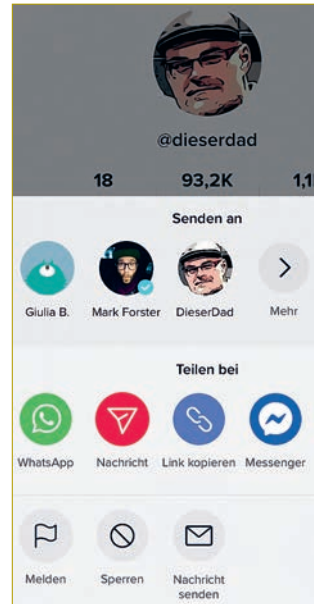 @dieserdad
18 93,2K 1,1
Senden an
Giulia B. Mark Forster DieserDad Mehr
Teilen bei
WhatsApp Nachricht Link kopieren Messenger
Melden Sperren Nachricht
senden